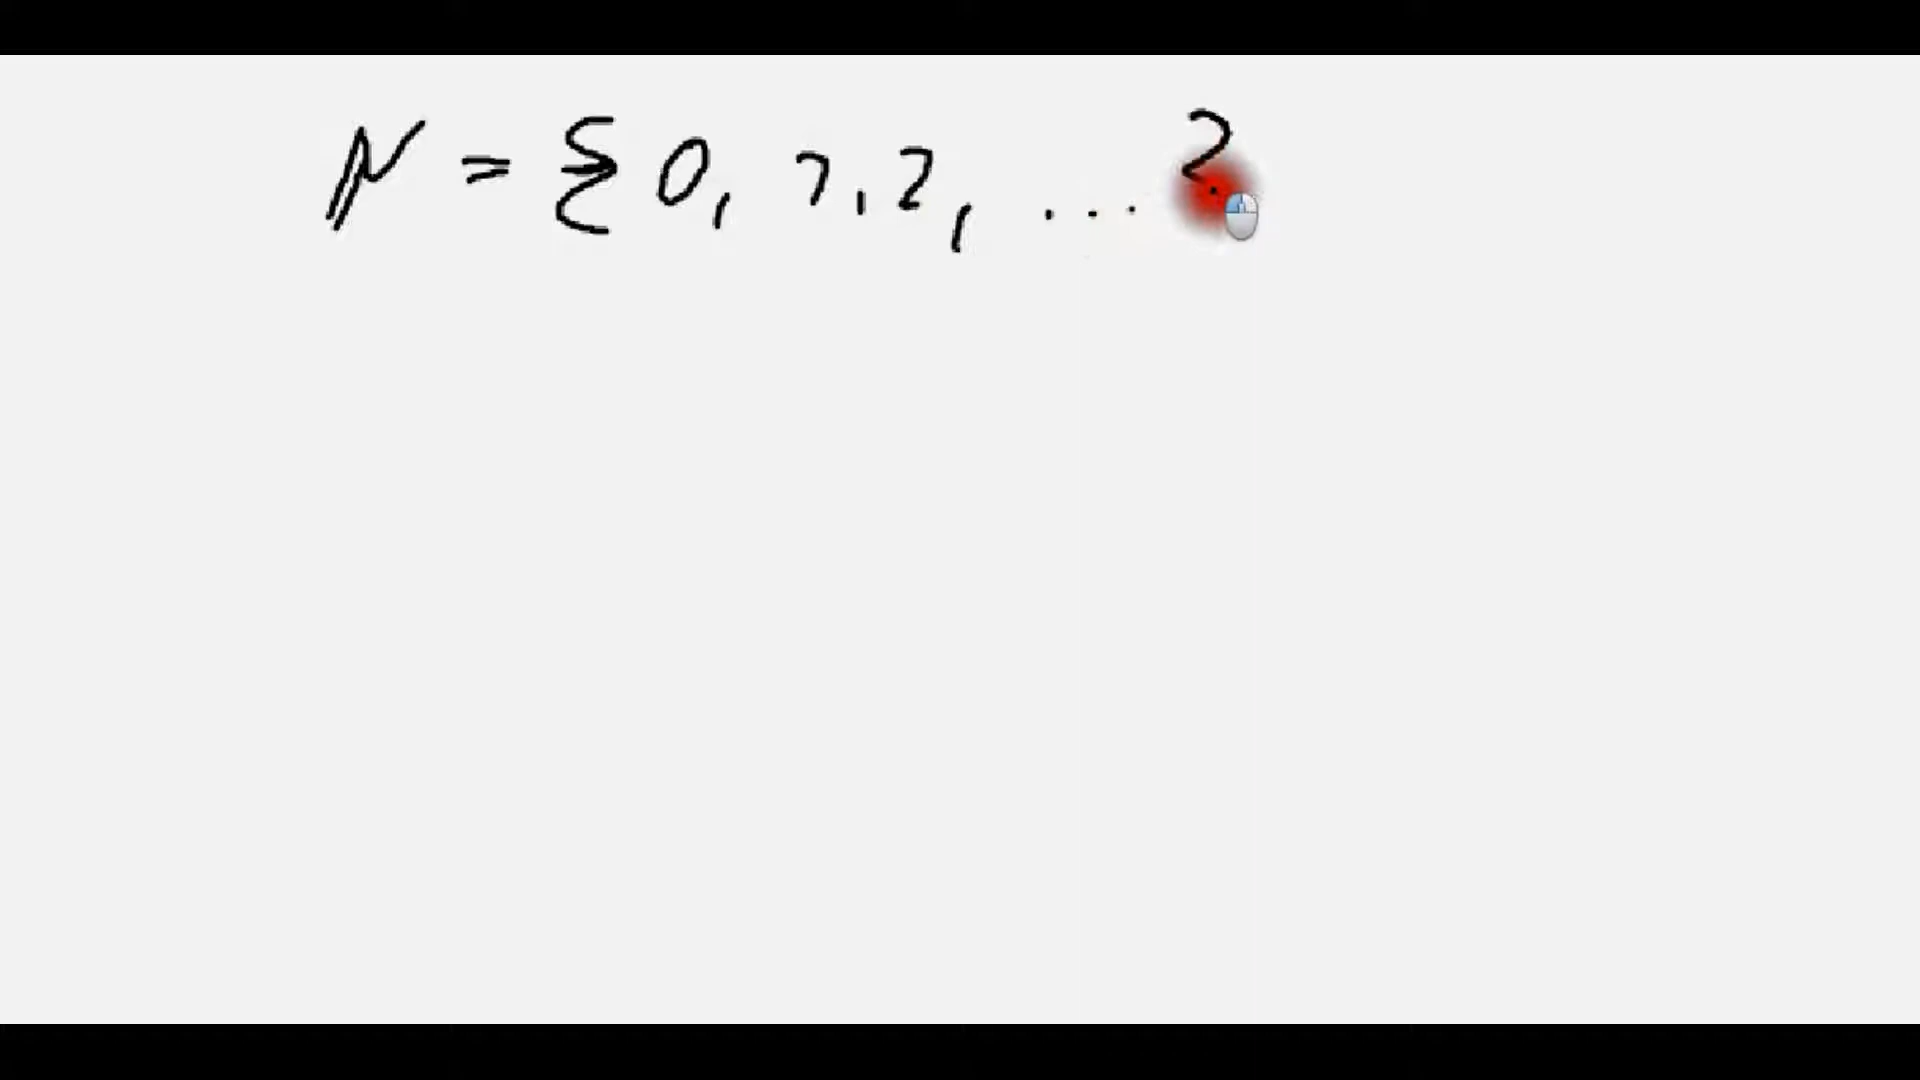 ℕ = { 0, 1, 2, ... }